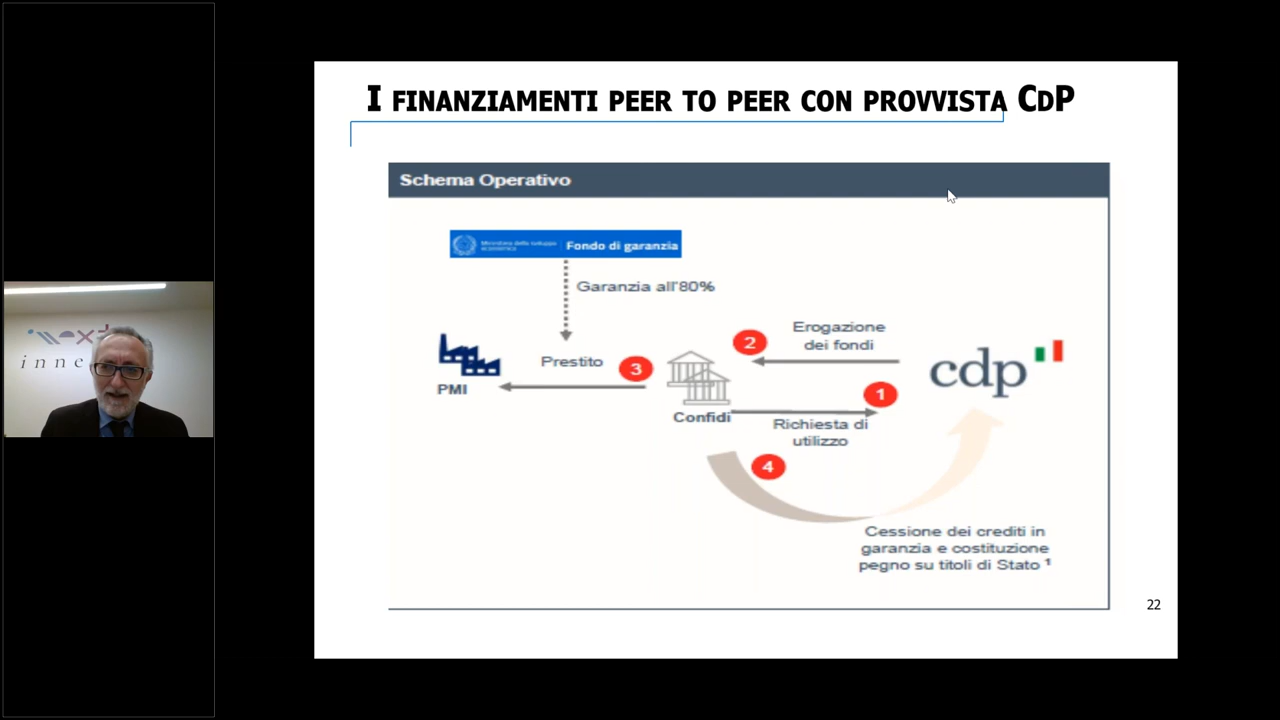 I FINANZIAMENTI PEER TO PEER CON PROVVISTA CDP
Schema Operativo
Ministero dello sviluppo
economico
Fondo di garanzia
Garanzia all'80%
Erogazione
dei fondi
2
Prestito
3
PMI
cdp
1
Confidi
Richiesta di
utilizzo
4
Cessione dei crediti in
garanzia e costituzione
pegno su titoli di Stato ¹
22
inne